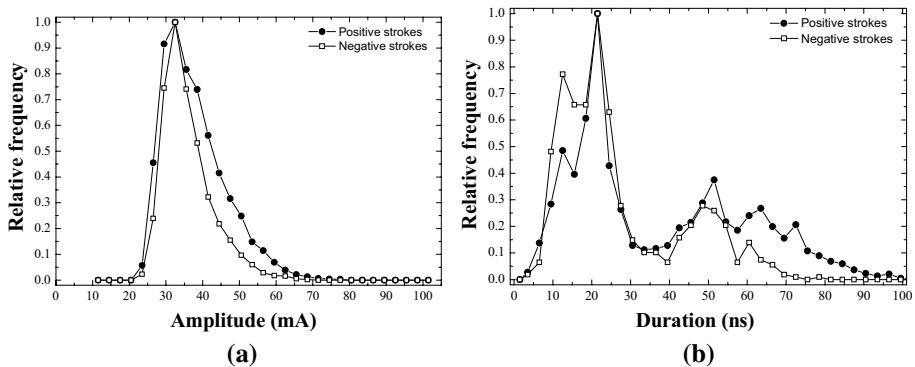 Relative frequency
1.0
0.9
0.8
0.7
0.6
0.5
0.4
0.3
0.2
0.1
0.0
Positive strokes
Negative strokes
0 10 20 30 40 50 60 70 80 90 100
Amplitude (mA)
(a)
Relative frequency
1.0
0.9
0.8
0.7
0.6
0.5
0.4
0.3
0.2
0.1
0.0
Positive strokes
Negative strokes
0 10 20 30 40 50 60 70 80 90 100
Duration (ns)
(b)